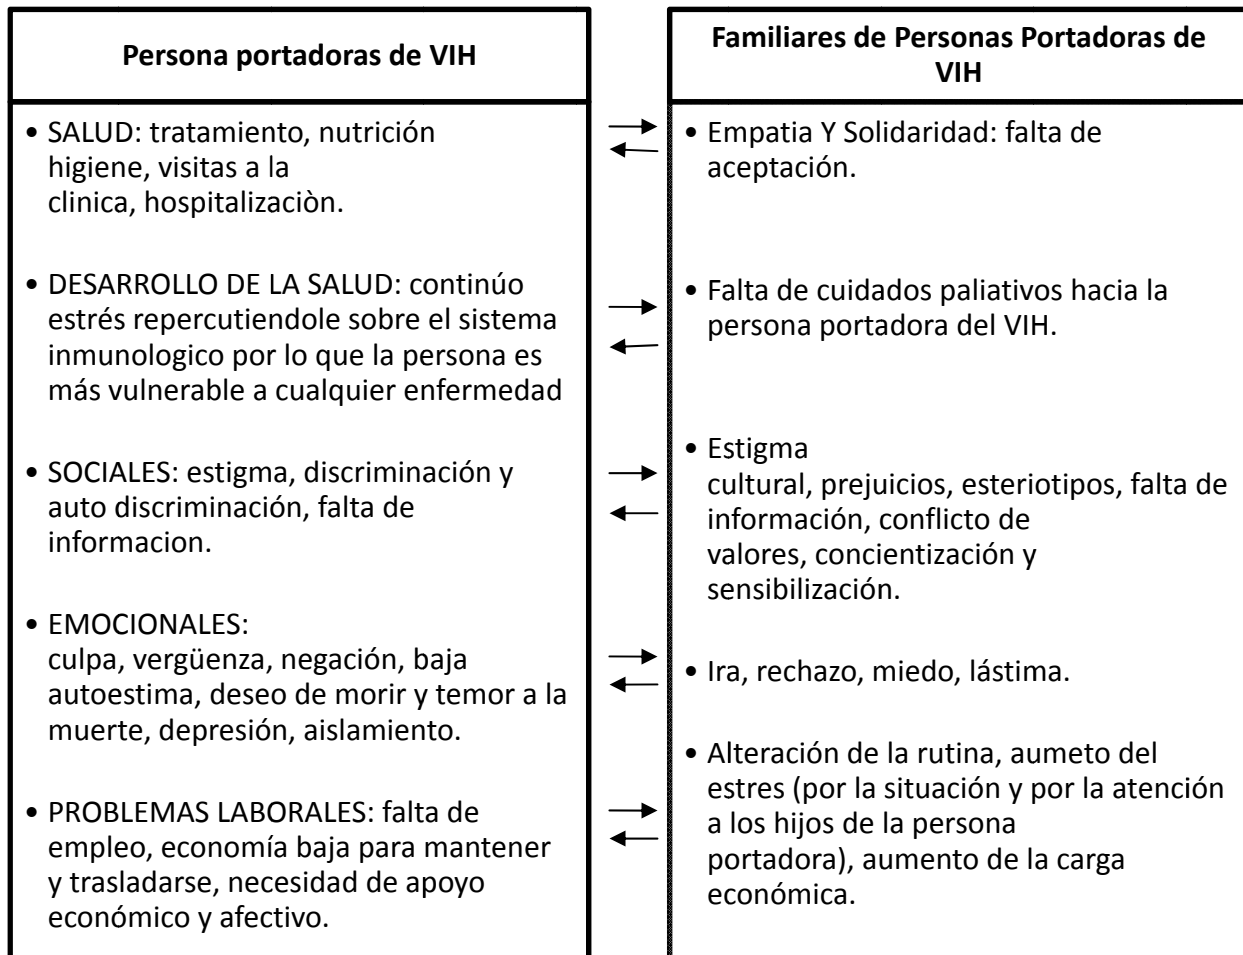 Persona portadoras de VIH
• SALUD: tratamiento, nutrición
higiene, visitas a la
clinica, hospitalizaciòn.
• DESARROLLO DE LA SALUD: continúo
estrés repercutiendole sobre el sistema
inmunologico por lo que la persona es
más vulnerable a cualquier enfermedad
• SOCIALES: estigma, discriminación y
auto discriminación, falta de
informacion.
• EMOCIONALES:
culpa, vergüenza, negación, baja
autoestima, deseo de morir y temor a la
muerte, depresión, aislamiento.
• PROBLEMAS LABORALES: falta de
empleo, economía baja para mantener
y trasladarse, necesidad de apoyo
económico y afectivo.
Familiares de Personas Portadoras de
VIH
• Empatia Y Solidaridad: falta de
aceptación.
• Falta de cuidados paliativos hacia la
persona portadora del VIH.
• Estigma
cultural, prejuicios, esteriotipos, falta de
información, conflicto de
valores, concientización y
sensibilización.
• Ira, rechazo, miedo, lástima.
• Alteración de la rutina, aumeto del
estres (por la situación y por la atención
a los hijos de la persona
portadora), aumento de la carga
económica.